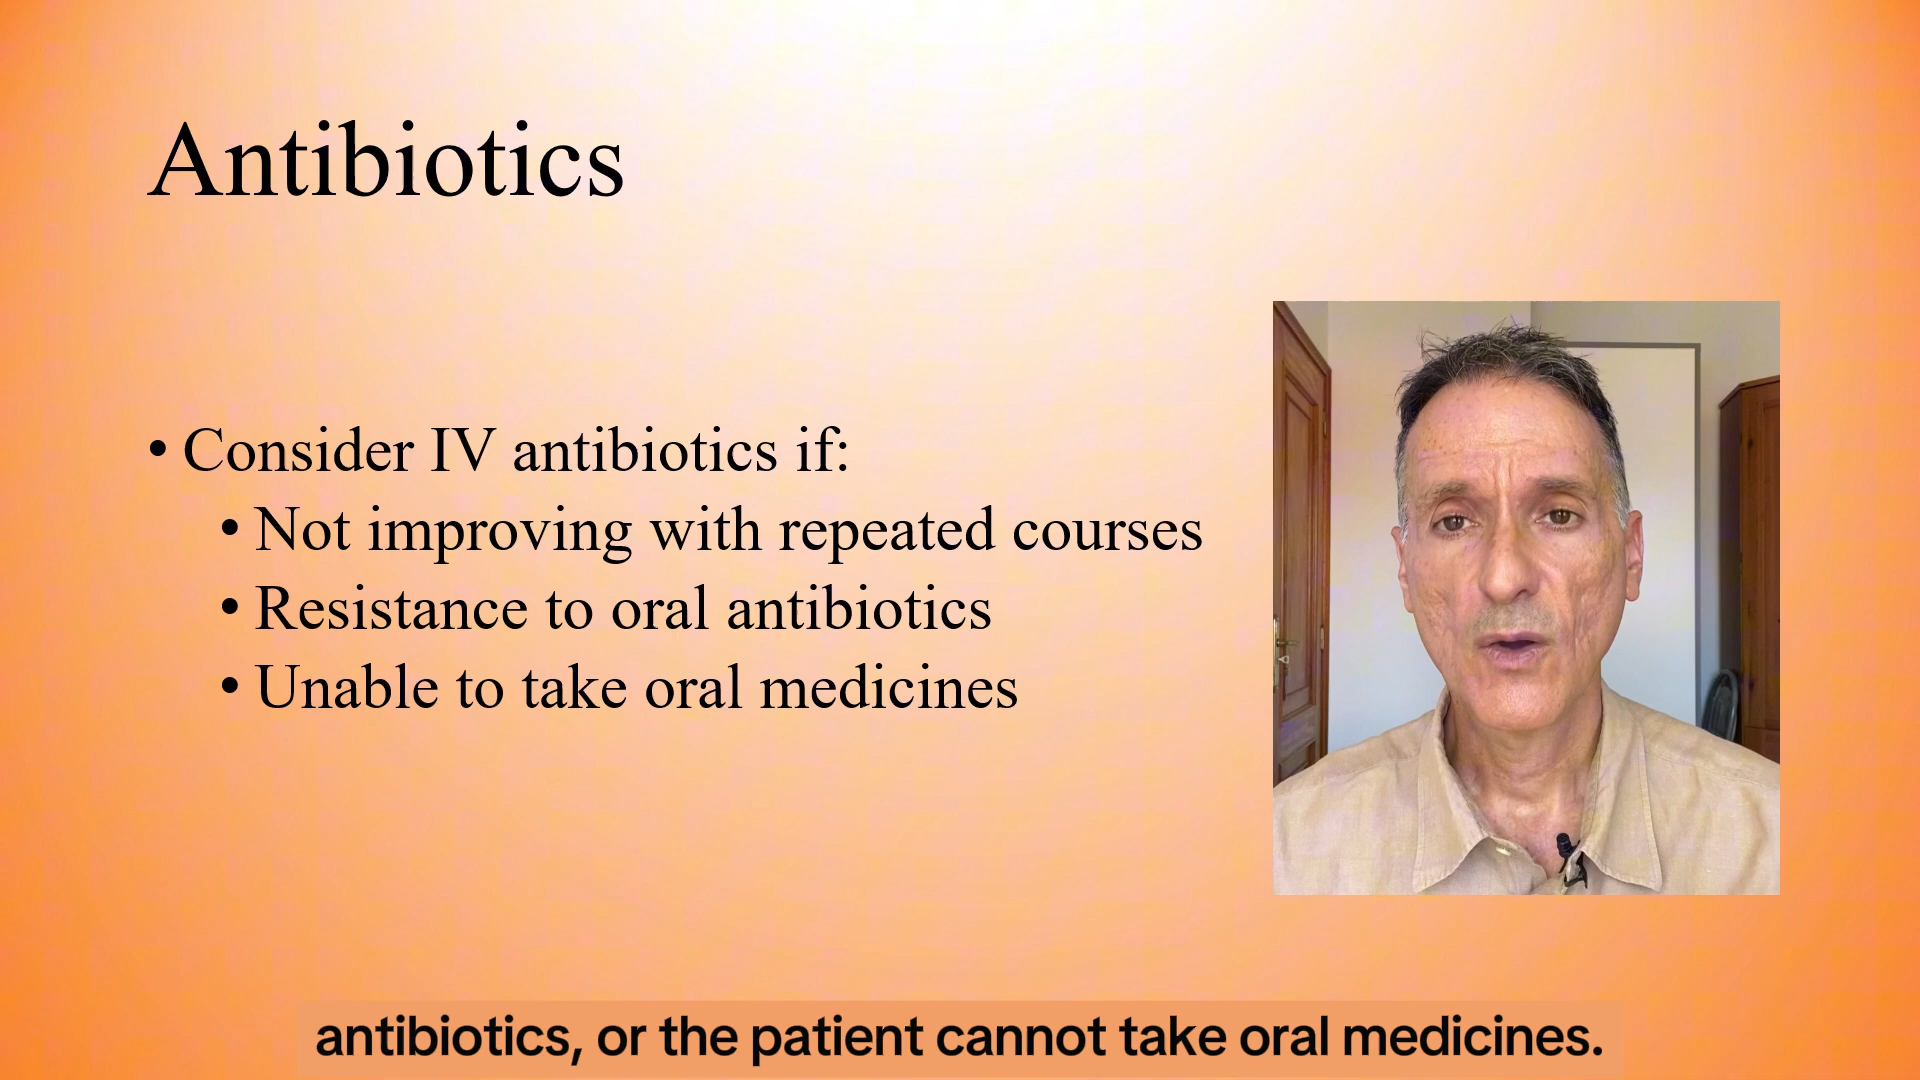 Antibiotics
• Consider IV antibiotics if:
• Not improving with repeated courses
• Resistance to oral antibiotics
• Unable to take oral medicines
antibiotics, or the patient cannot take oral medicines.